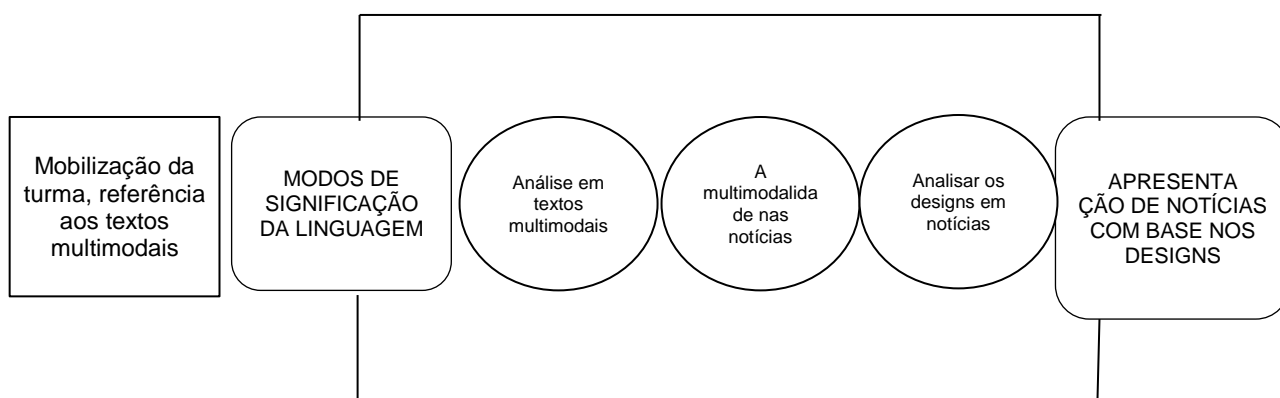 Mobilização da
turma, referência
aos textos
multimodais
MODOS DE
SIGNIFICAÇÃO
DA LINGUAGEM
Análise em
textos
multimodais
A
multimodalida
de nas
notícias
Analisar os
designs em
notícias
APRESENTA
ÇÃO DE NOTÍCIAS
COM BASE NOS
DESIGNS